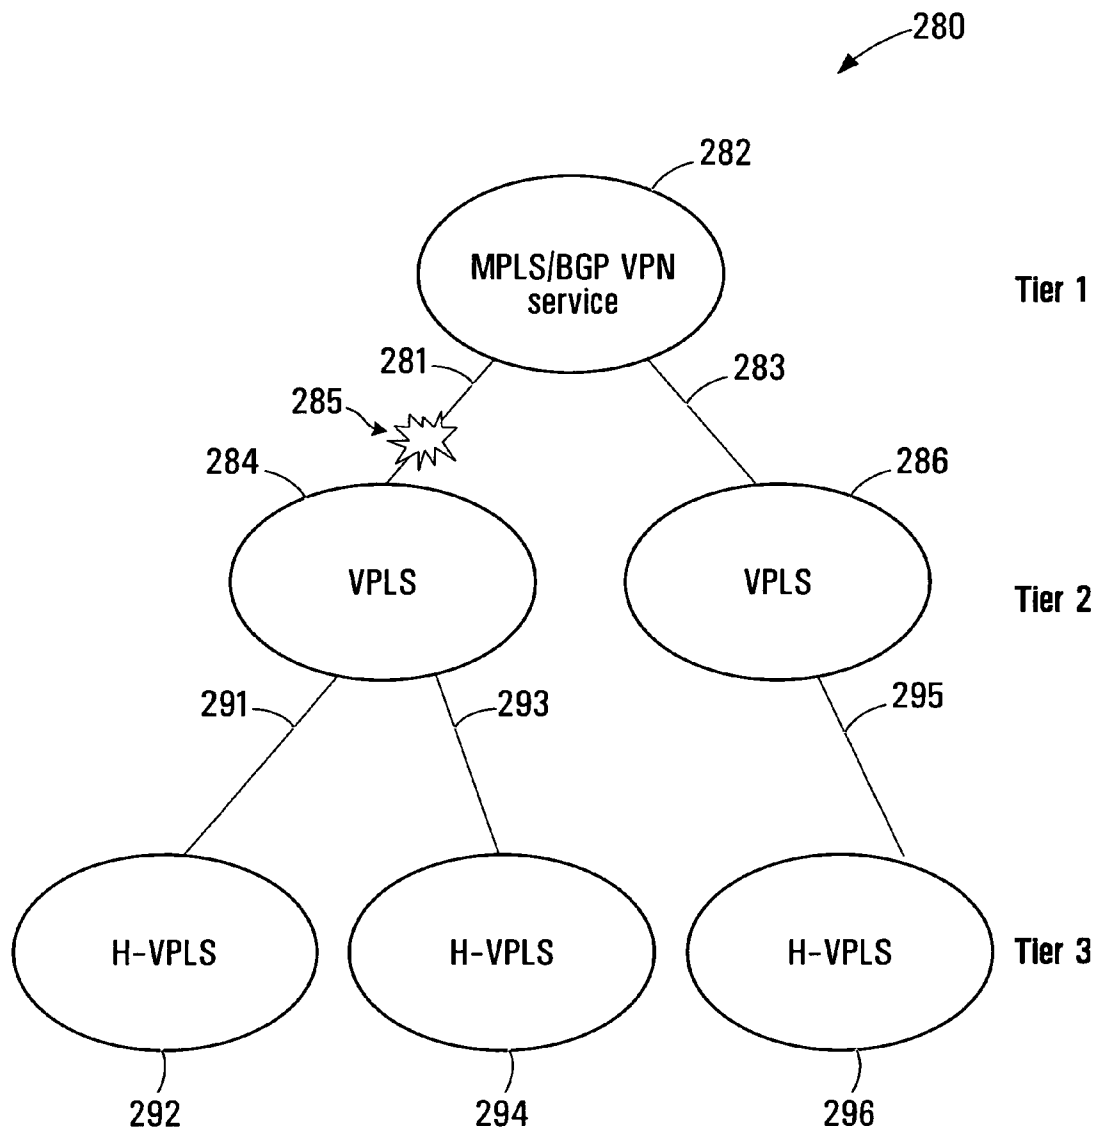 280
282
MPLS/BGP VPN
service
Tier 1
281
283
285
284
286
VPLS
VPLS
Tier 2
291
293
295
H-VPLS
H-VPLS
H-VPLS
Tier 3
292
294
296